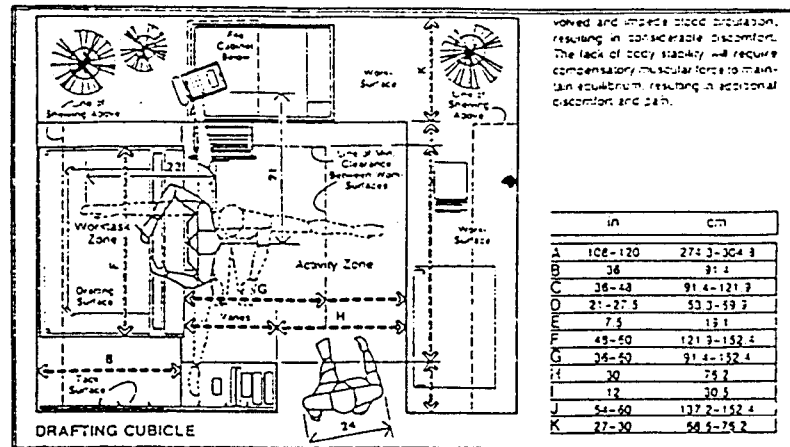 File
Cabinet
Below
Work-
Surface
K
Line of
Shelving Above
Line of
Shelving
Above
22
21
Line of Min.
Clearance
Between Work-
Surfaces
Worktask
Zone
F
Work-
Surface
Drafting
Surface
Activity Zone
G
Varies
H
B
Tack
Surface
24
DRAFTING CUBICLE
volved and impede blood circulation,
resulting in considerable discomfort.
The lack of body stability will require
compensatory muscular force to main-
tain equilibrium, resulting in additional
discomfort and pain.
in cm
A 108–120 274.3–304.8
B 36 91.4
C 36–48 91.4–121.9
D 21–27.5 53.3–69.9
E 7.5 19.1
F 48–60 121.9–152.4
G 36–60 91.4–152.4
H 30 76.2
I 12 30.5
J 54–60 137.2–152.4
K 27–30 68.5–76.2